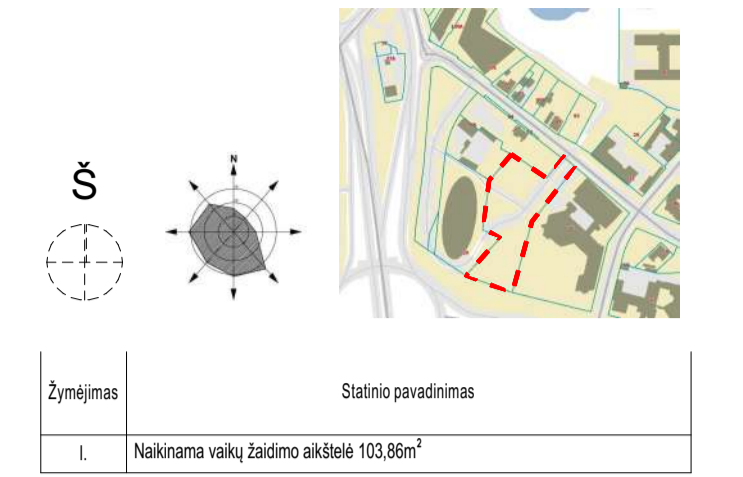 Š
N
Žymėjimas
Statinio pavadinimas
I.
Naikinama vaikų žaidimo aikštelė 103,86m²